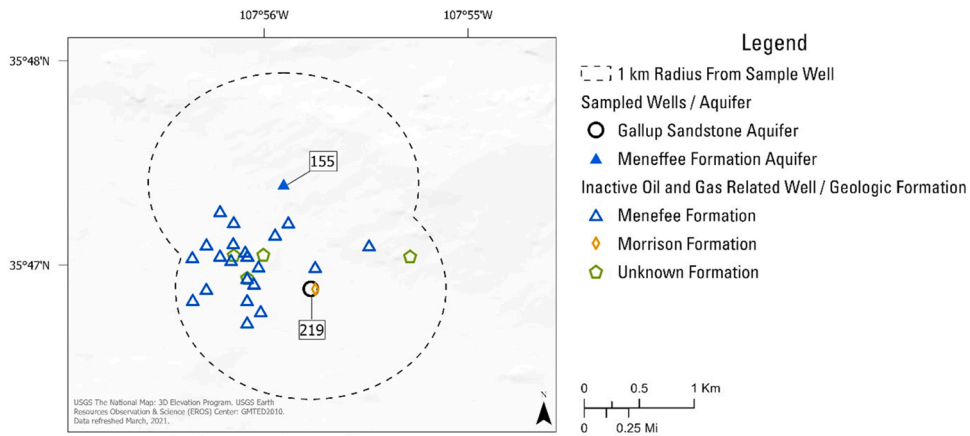 107°56'W
107°55'W
35°48'N
35°47'N
155
219
USGS The National Map: 3D Elevation Program. USGS Earth
Resources Observation & Science (EROS) Center: GMTED2010.
Data refreshed March, 2021.
N
Legend
1 km Radius From Sample Well
Sampled Wells / Aquifer
Gallup Sandstone Aquifer
Meneffee Formation Aquifer
Inactive Oil and Gas Related Well / Geologic Formation
Menefee Formation
Morrison Formation
Unknown Formation
0 0.5 1 Km
0 0.25 Mi